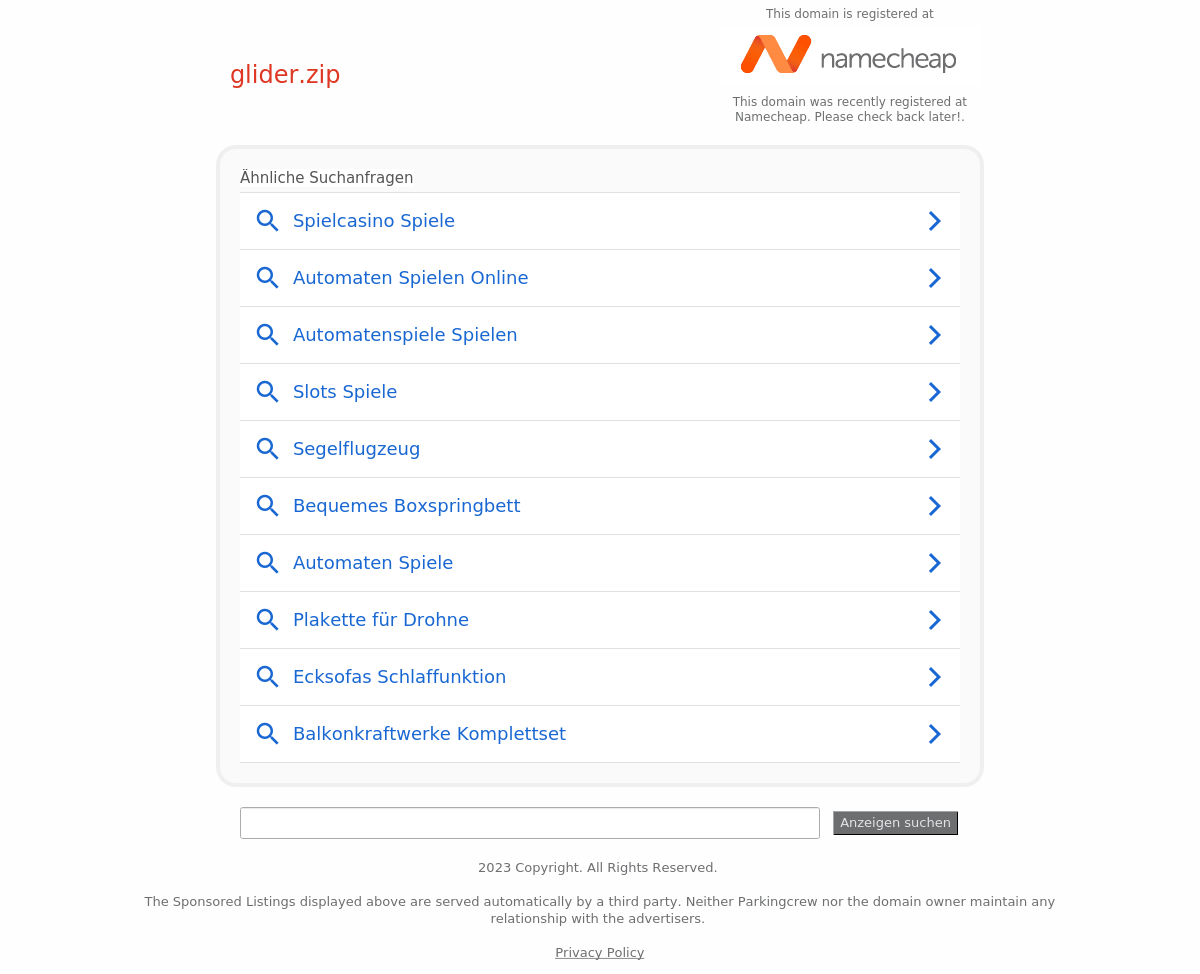 This domain is registered at
namecheap
glider.zip
This domain was recently registered at
Namecheap. Please check back later!.
Ähnliche Suchanfragen
Spielcasino Spiele
Automaten Spielen Online
Automatenspiele Spielen
Slots Spiele
Segelflugzeug
Bequemes Boxspringbett
Automaten Spiele
Plakette für Drohne
Ecksofas Schlaffunktion
Balkonkraftwerke Komplettset
Anzeigen suchen
2023 Copyright. All Rights Reserved.
The Sponsored Listings displayed above are served automatically by a third party. Neither Parkingcrew nor the domain owner maintain any
relationship with the advertisers.
Privacy Policy